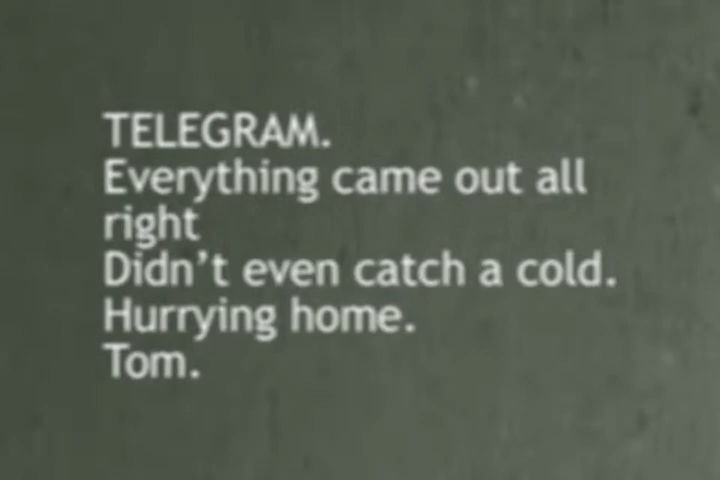 TELEGRAM.
Everything came out all
right
Didn’t even catch a cold.
Hurrying home.
Tom.